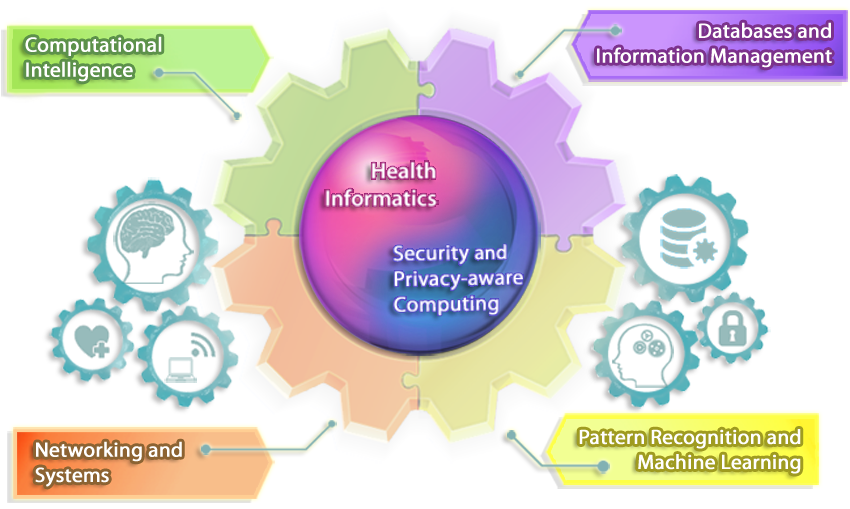 Computational
Intelligence
Databases and
Information Management
Health
Informatics
Security and
Privacy-aware
Computing
Networking and
Systems
Pattern Recognition and
Machine Learning